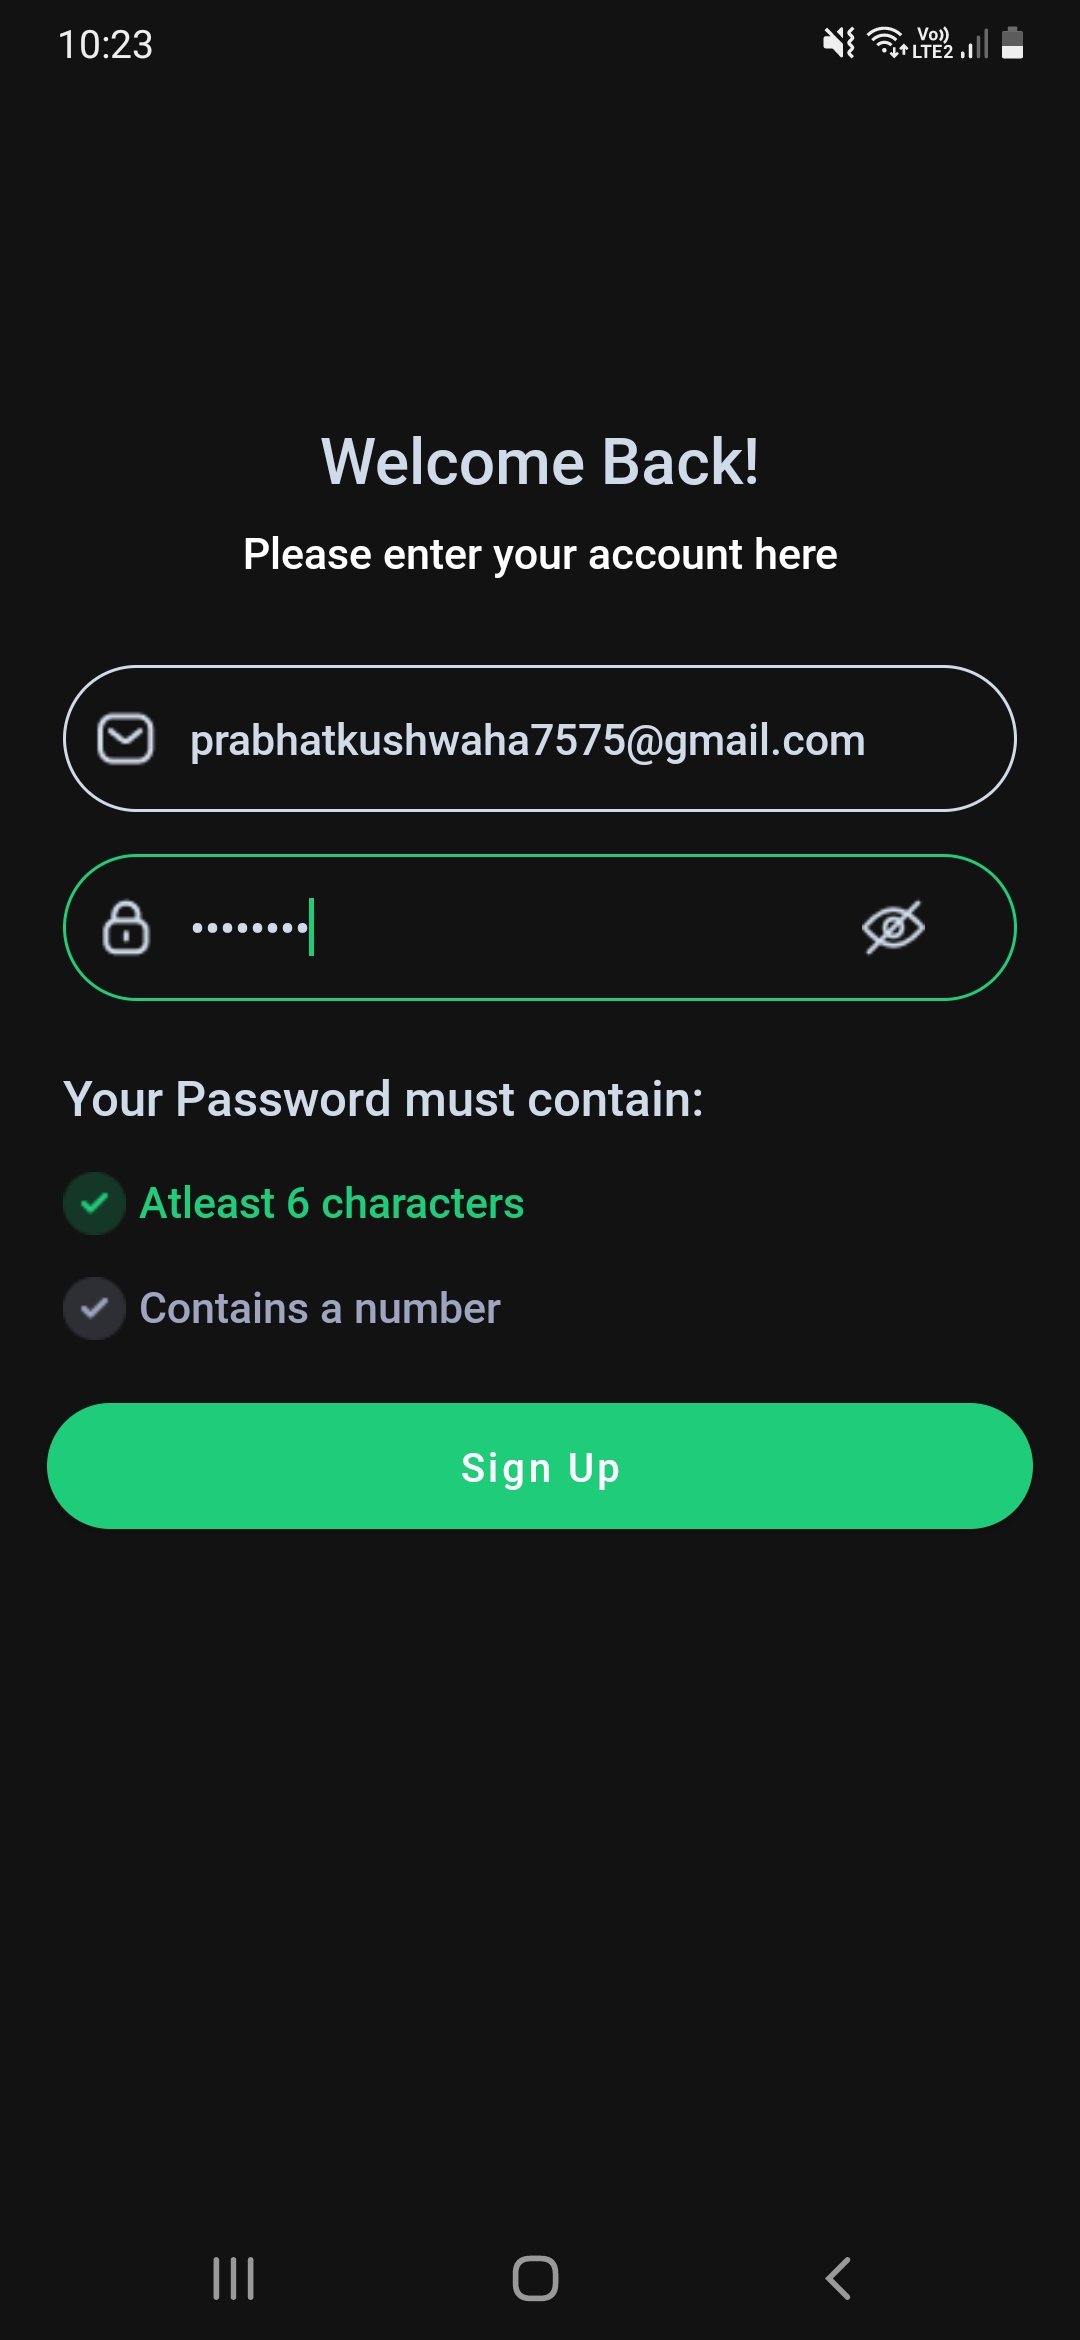 10:23
Vo)) LTE2
Welcome Back!
Please enter your account here
prabhatkushwaha7575@gmail.com
••••••••
Your Password must contain:
Atleast 6 characters
Contains a number
Sign Up